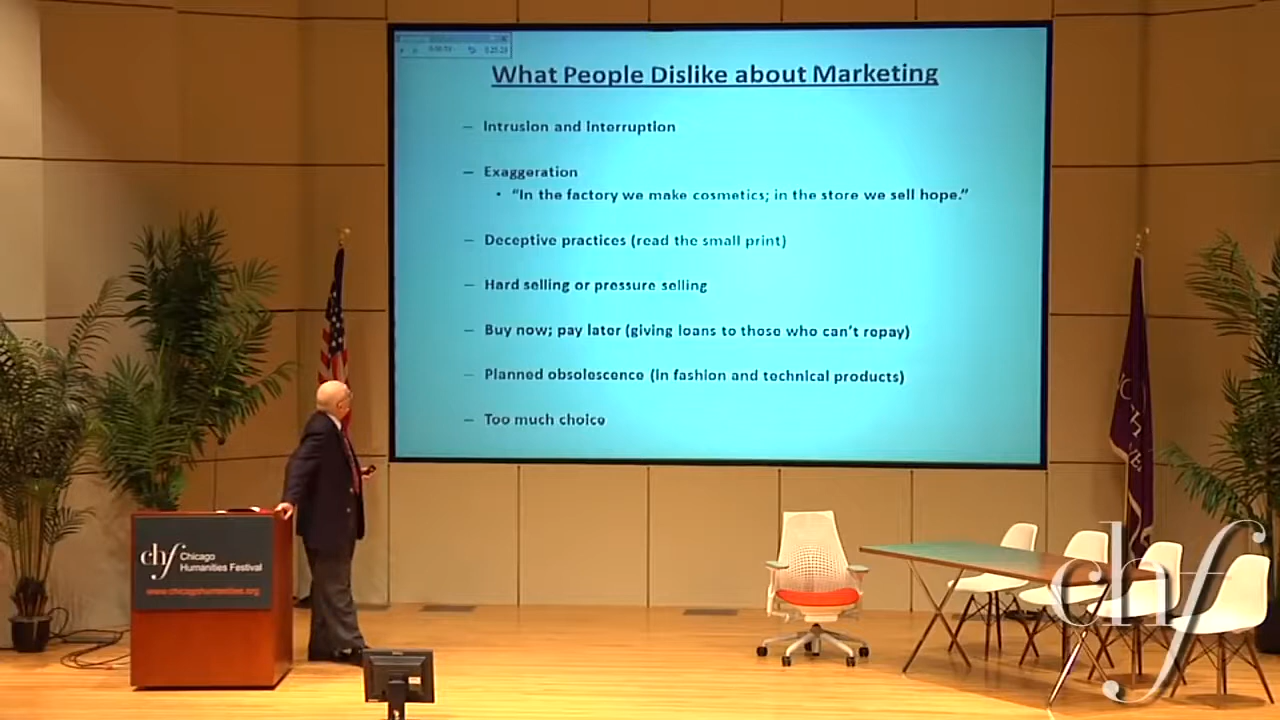 What People Dislike about Marketing
– Intrusion and interruption
– Exaggeration
• “In the factory we make cosmetics; in the store we sell hope.”
– Deceptive practices (read the small print)
– Hard selling or pressure selling
– Buy now; pay later (giving loans to those who can’t repay)
– Planned obsolescence (in fashion and technical products)
– Too much choice
chf Chicago
Humanities Festival
www.chicagohumanities.org
chf